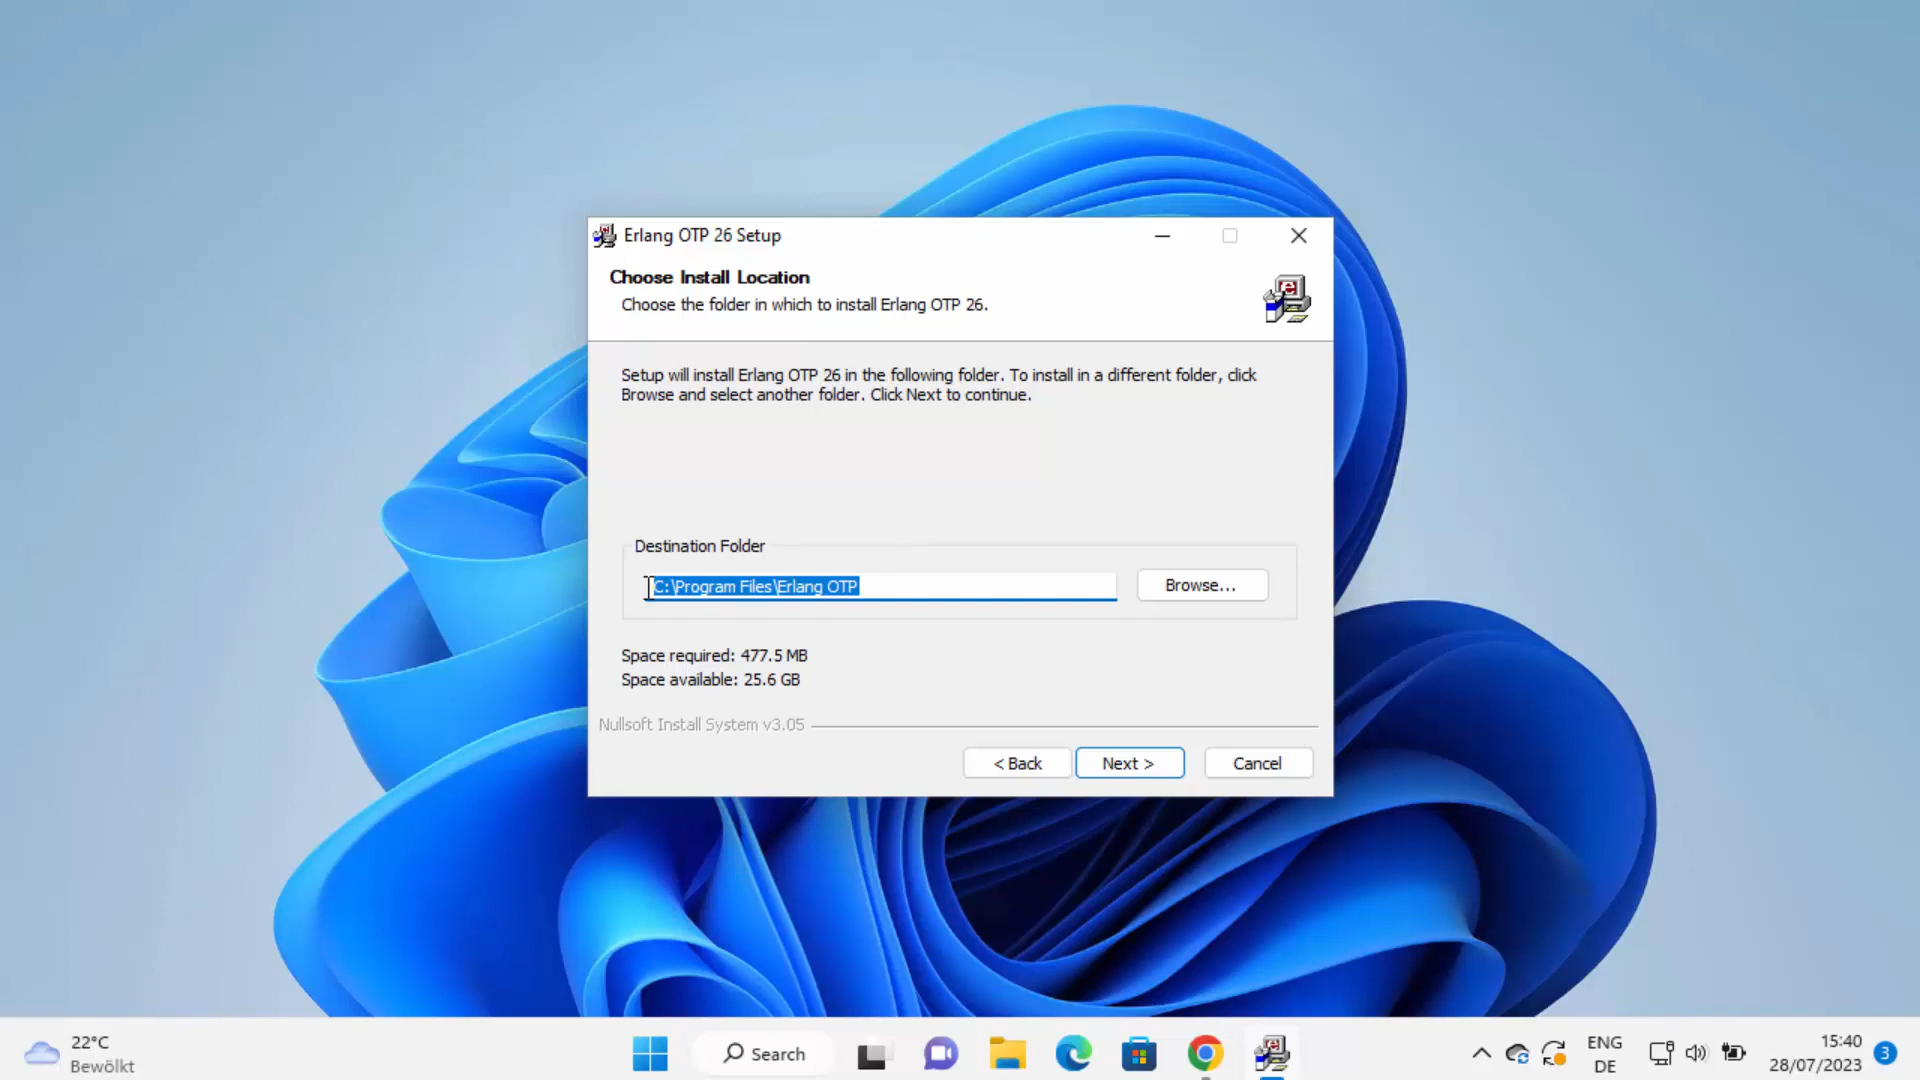 Erlang OTP 26 Setup
Choose Install Location
Choose the folder in which to install Erlang OTP 26.
Setup will install Erlang OTP 26 in the following folder. To install in a different folder, click
Browse and select another folder. Click Next to continue.
Destination Folder
C:\Program Files\Erlang OTP
Browse...
Space required: 477.5 MB
Space available: 25.6 GB
Nullsoft Install System v3.05
< Back
Next >
Cancel
22°C
Bewölkt
Search
ENG
DE
15:40
28/07/2023
3